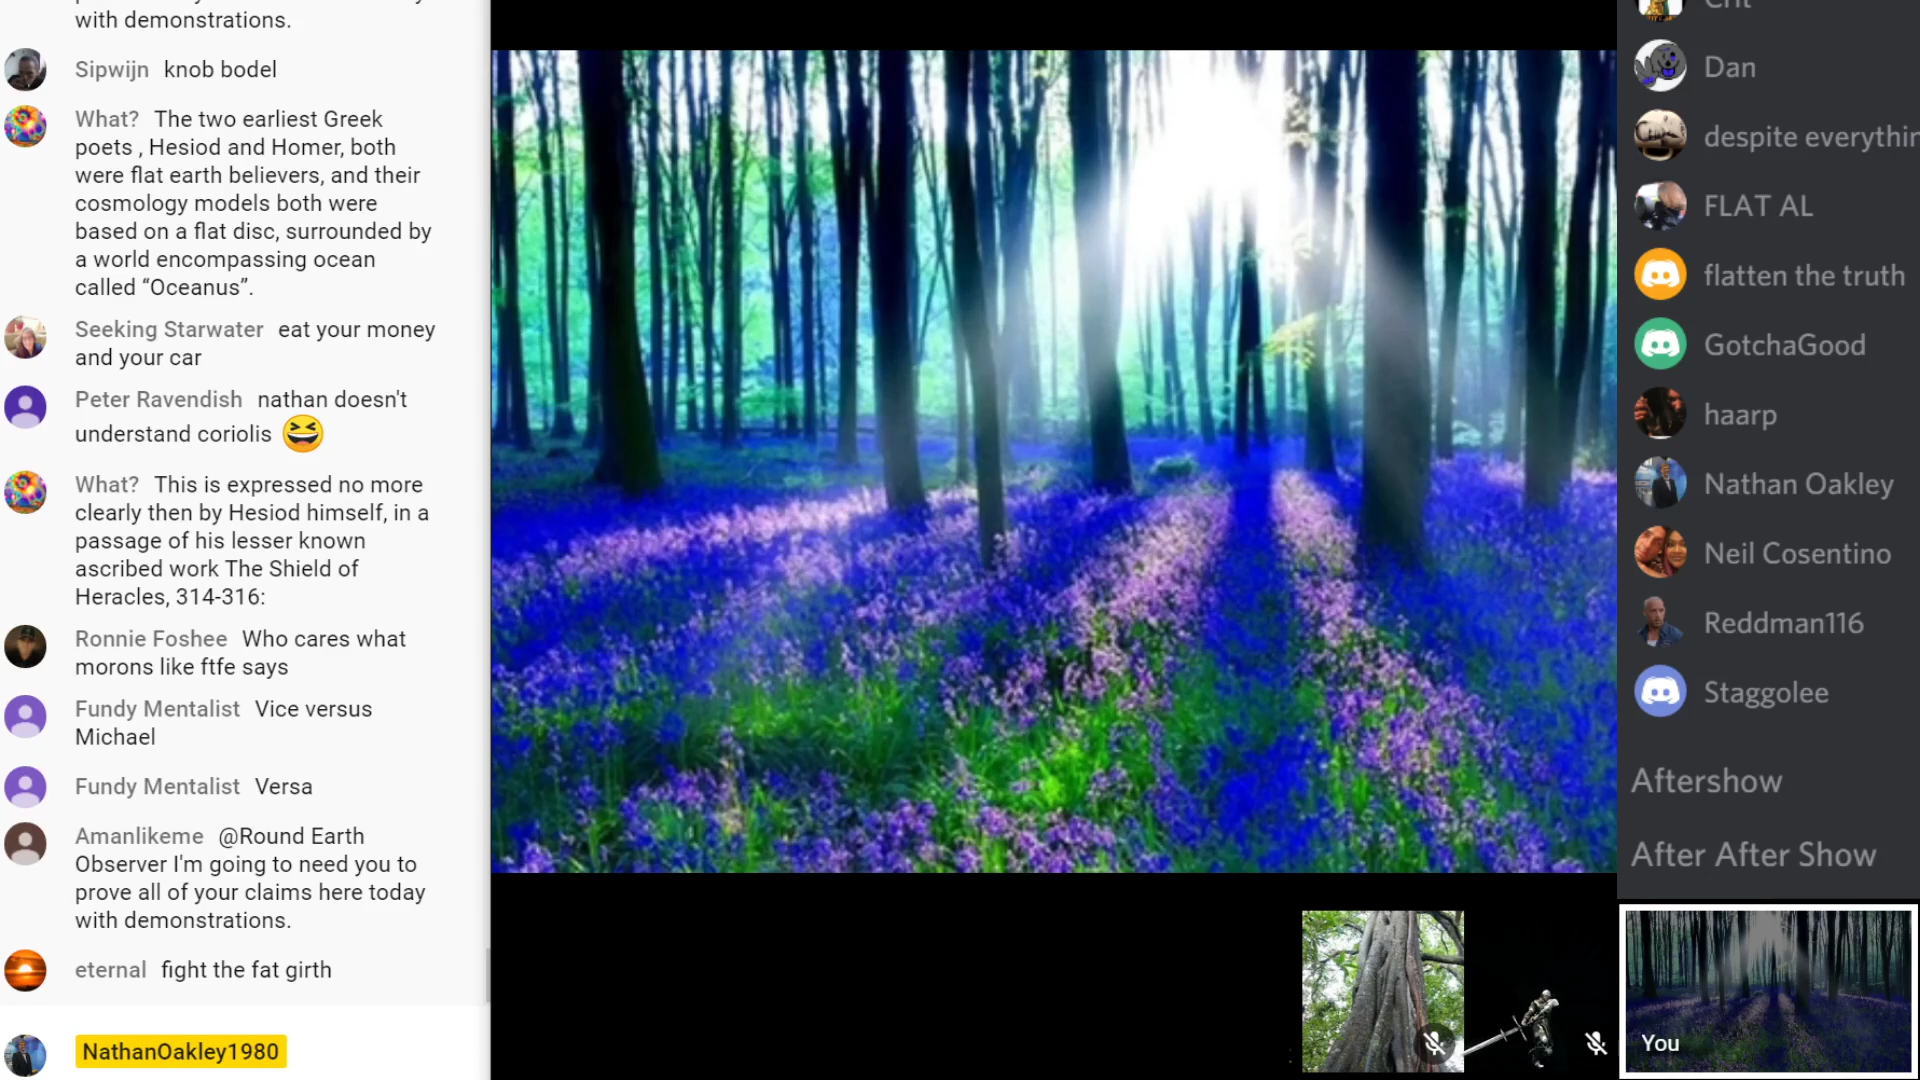 with demonstrations.
Sipwijn knob bodel
What? The two earliest Greek
poets , Hesiod and Homer, both
were flat earth believers, and their
cosmology models both were
based on a flat disc, surrounded by
a world encompassing ocean
called “Oceanus”.
Seeking Starwater eat your money
and your car
Peter Ravendish nathan doesn't
understand coriolis
What? This is expressed no more
clearly then by Hesiod himself, in a
passage of his lesser known
ascribed work The Shield of
Heracles, 314-316:
Ronnie Foshee Who cares what
morons like ftfe says
Fundy Mentalist Vice versus
Michael
Fundy Mentalist Versa
Amanlikeme @Round Earth
Observer I'm going to need you to
prove all of your claims here today
with demonstrations.
eternal fight the fat girth
NathanOakley1980
Dan
despite everythin
FLAT AL
flatten the truth
GotchaGood
haarp
Nathan Oakley
Neil Cosentino
Reddman116
Staggolee
Aftershow
After After Show
You